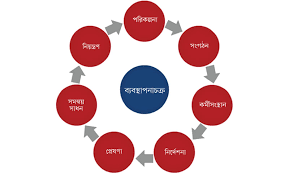 পরিকল্পনা
সংগঠন
কর্মীসংস্থান
নির্দেশনা
প্রেষণা
সমন্বয়
সাধন
নিয়ন্ত্রণ
ব্যবস্থাপনাচক্র